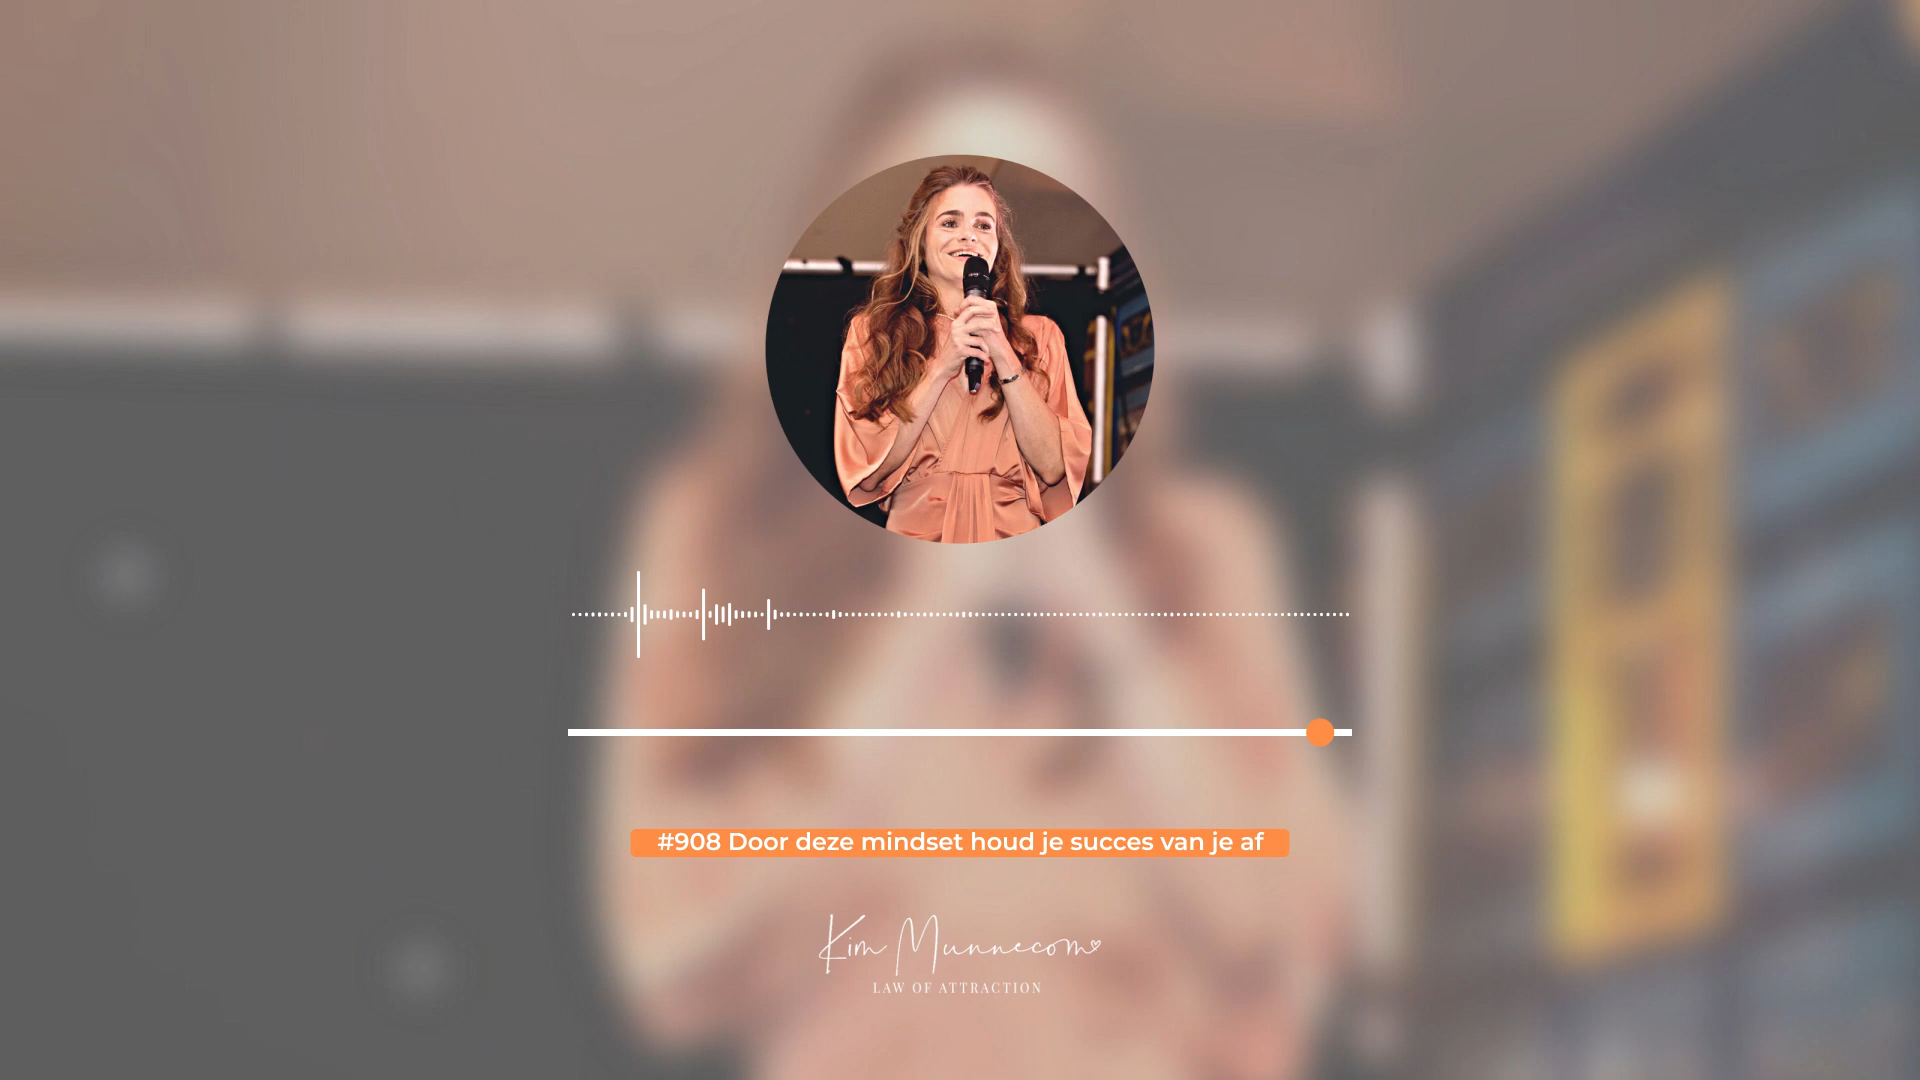 #908 Door deze mindset houd je succes van je af
Kim Munnecom
LAW OF ATTRACTION